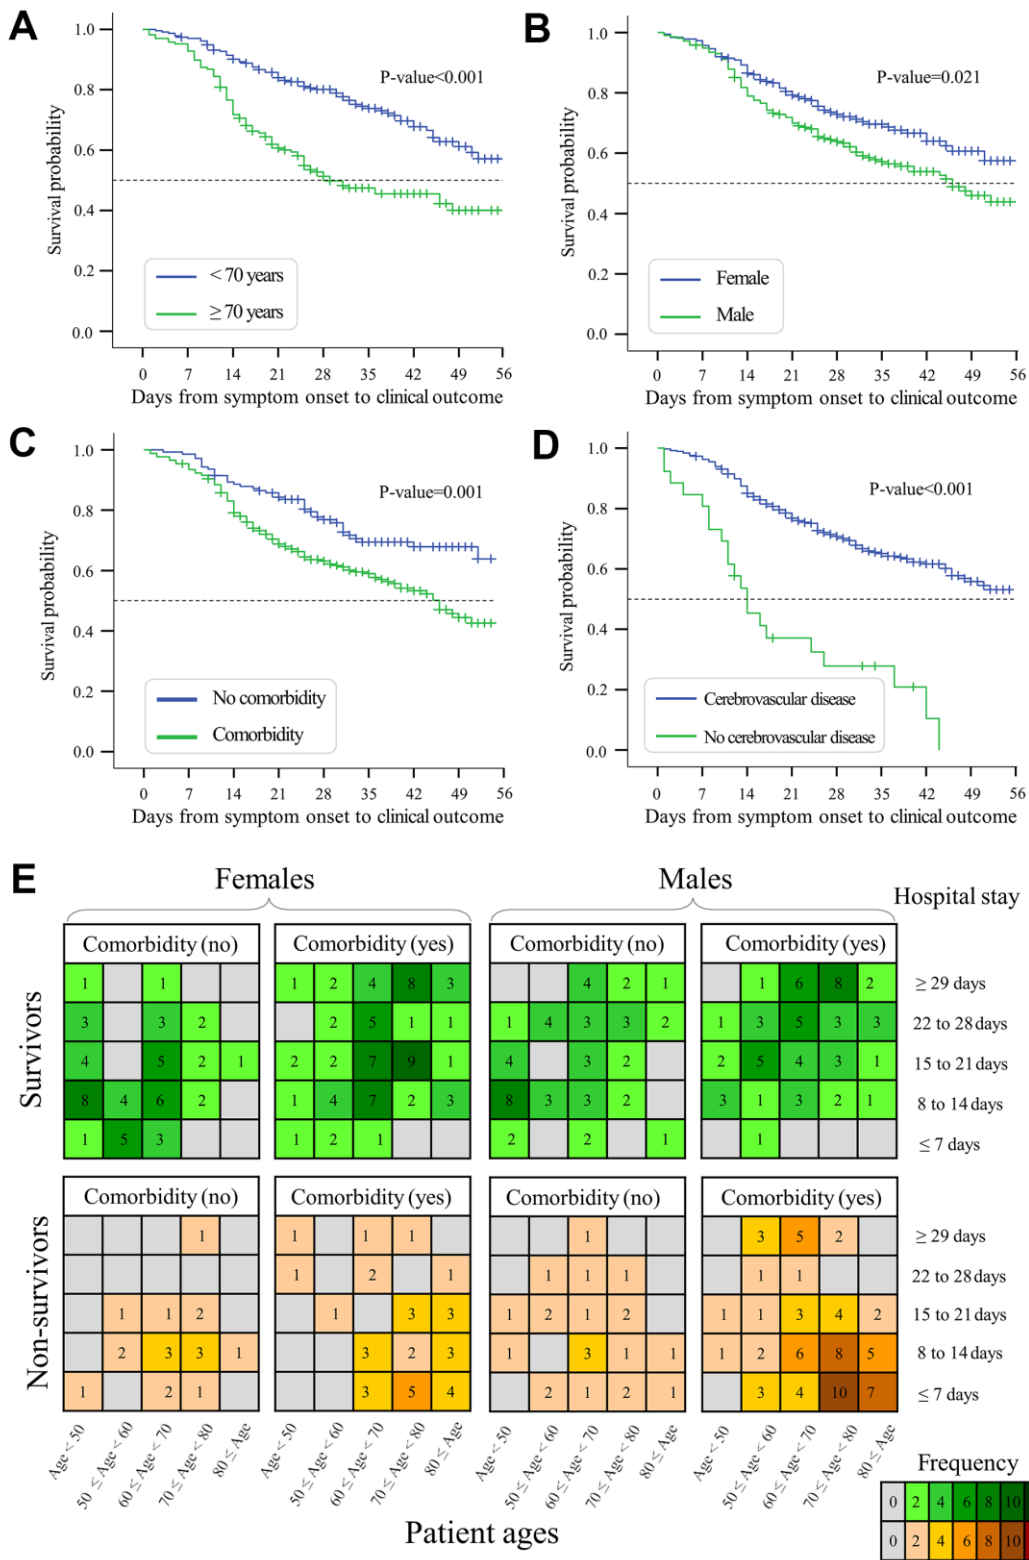 A
1.0
0.8
0.6
0.4
0.2
0.0
Survival probability
P-value<0.001
< 70 years
≥ 70 years
0 7 14 21 28 35 42 49 56
Days from symptom onset to clinical outcome
B
1.0
0.8
0.6
0.4
0.2
0.0
Survival probability
P-value=0.021
Female
Male
0 7 14 21 28 35 42 49 56
Days from symptom onset to clinical outcome
C
1.0
0.8
0.6
0.4
0.2
0.0
Survival probability
P-value=0.001
No comorbidity
Comorbidity
0 7 14 21 28 35 42 49 56
Days from symptom onset to clinical outcome
D
1.0
0.8
0.6
0.4
0.2
0.0
Survival probability
P-value<0.001
Cerebrovascular disease
No cerebrovascular disease
0 7 14 21 28 35 42 49 56
Days from symptom onset to clinical outcome
E
Females Males Hospital stay
Survivors
Comorbidity (no) Comorbidity (yes) Comorbidity (no) Comorbidity (yes)
1 1 1 2 4 8 3 4 2 1 1 6 8 2 ≥ 29 days
3 3 2 2 5 1 1 1 4 3 3 2 1 3 5 3 3 22 to 28 days
4 5 2 1 2 2 7 9 1 4 3 2 2 5 4 3 1 15 to 21 days
8 4 6 2 1 4 7 2 3 8 3 3 2 3 1 3 2 1 8 to 14 days
1 5 3 1 2 1 2 2 1 1 ≤ 7 days
Non-survivors
Comorbidity (no) Comorbidity (yes) Comorbidity (no) Comorbidity (yes)
1 1 1 1 1 3 5 2 ≥ 29 days
1 2 1 1 1 1 1 1 22 to 28 days
1 1 2 1 3 3 1 2 1 2 1 1 3 4 2 15 to 21 days
2 3 3 1 3 2 3 1 3 1 1 1 2 6 8 5 8 to 14 days
1 2 1 3 5 4 2 1 2 1 3 4 10 7 ≤ 7 days
Age < 50 50 ≤ Age < 60 60 ≤ Age < 70 70 ≤ Age < 80 80 ≤ Age Age < 50 50 ≤ Age < 60 60 ≤ Age < 70 70 ≤ Age < 80 80 ≤ Age Age < 50 50 ≤ Age < 60 60 ≤ Age < 70 70 ≤ Age < 80 80 ≤ Age Age < 50 50 ≤ Age < 60 60 ≤ Age < 70 70 ≤ Age < 80 80 ≤ Age
Patient ages
Frequency
0 2 4 6 8 10
0 2 4 6 8 10